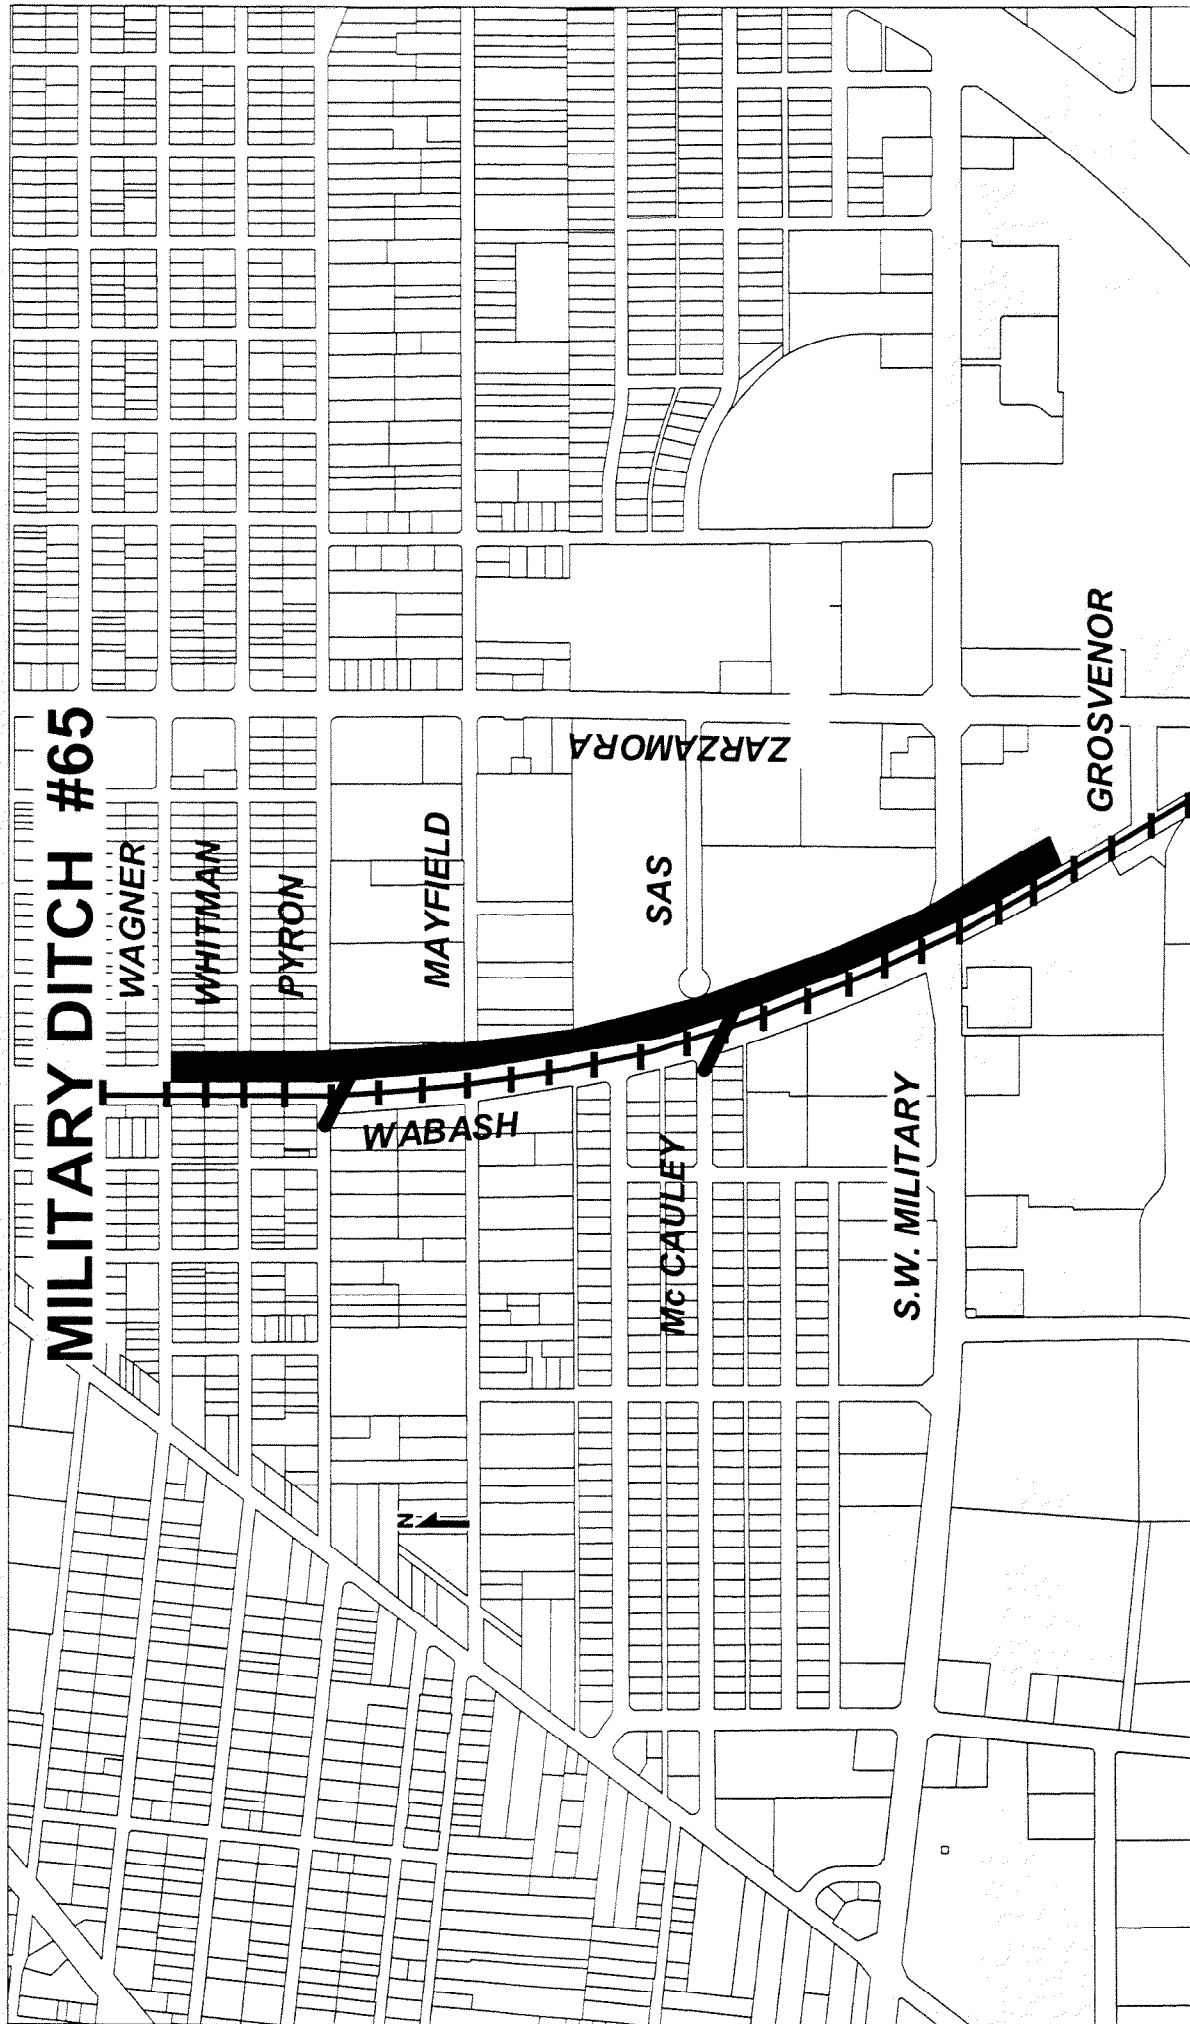 MILITARY DITCH #65
WAGNER
WHITMAN
PYRON
MAYFIELD
ZARZAMORA
SAS
GROSVENOR
WABASH
Mc CAULEY
S.W. MILITARY
N